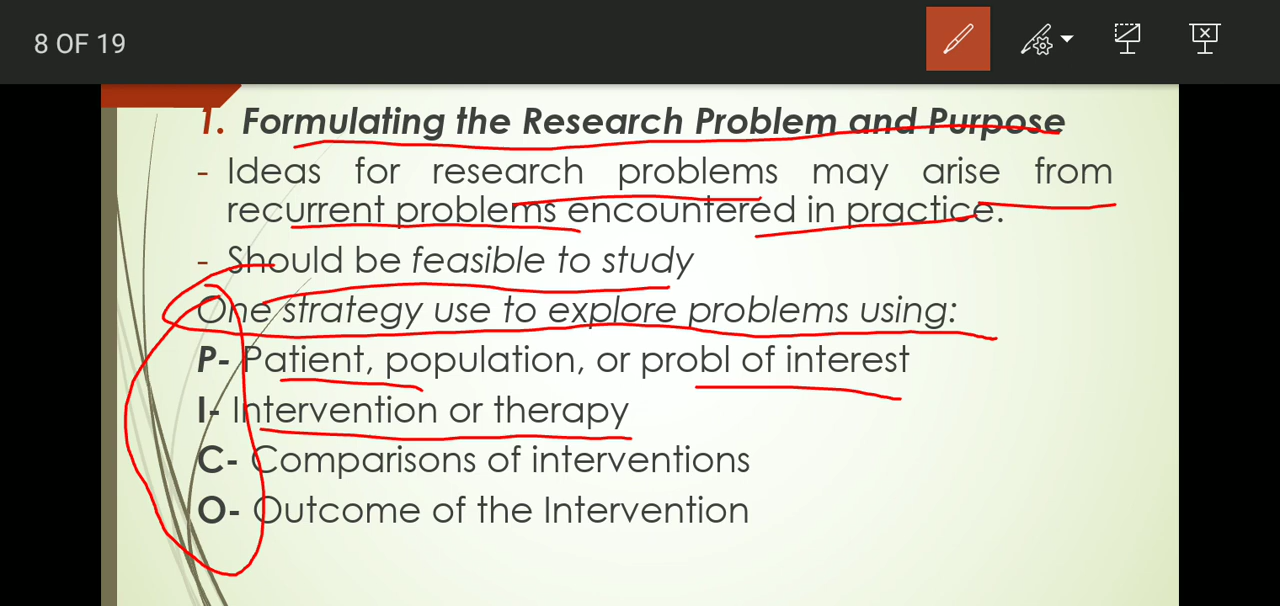 8 OF 19
1. Formulating the Research Problem and Purpose
- Ideas for research problems may arise from
recurrent problems encountered in practice.
- Should be feasible to study
One strategy use to explore problems using:
P- Patient, population, or probl of interest
I- Intervention or therapy
C- Comparisons of interventions
O- Outcome of the Intervention